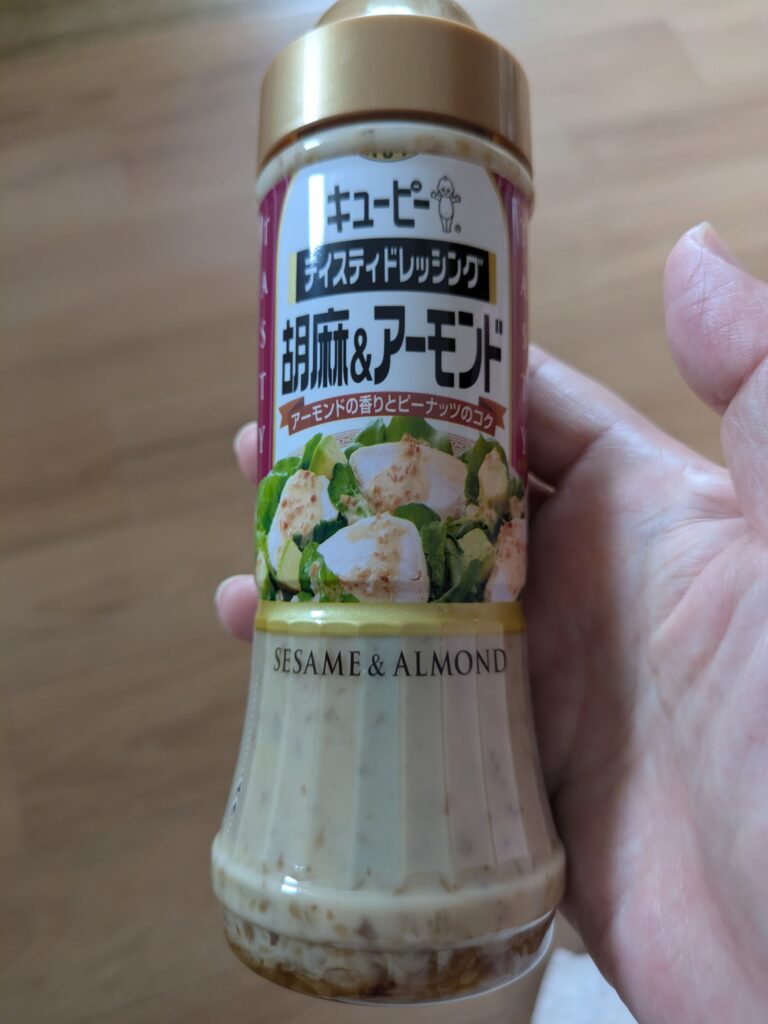 キユーピー
テイスティドレッシング
胡麻&アーモンド
アーモンドの香りとピーナッツのコク
TASTY
SESAME & ALMOND